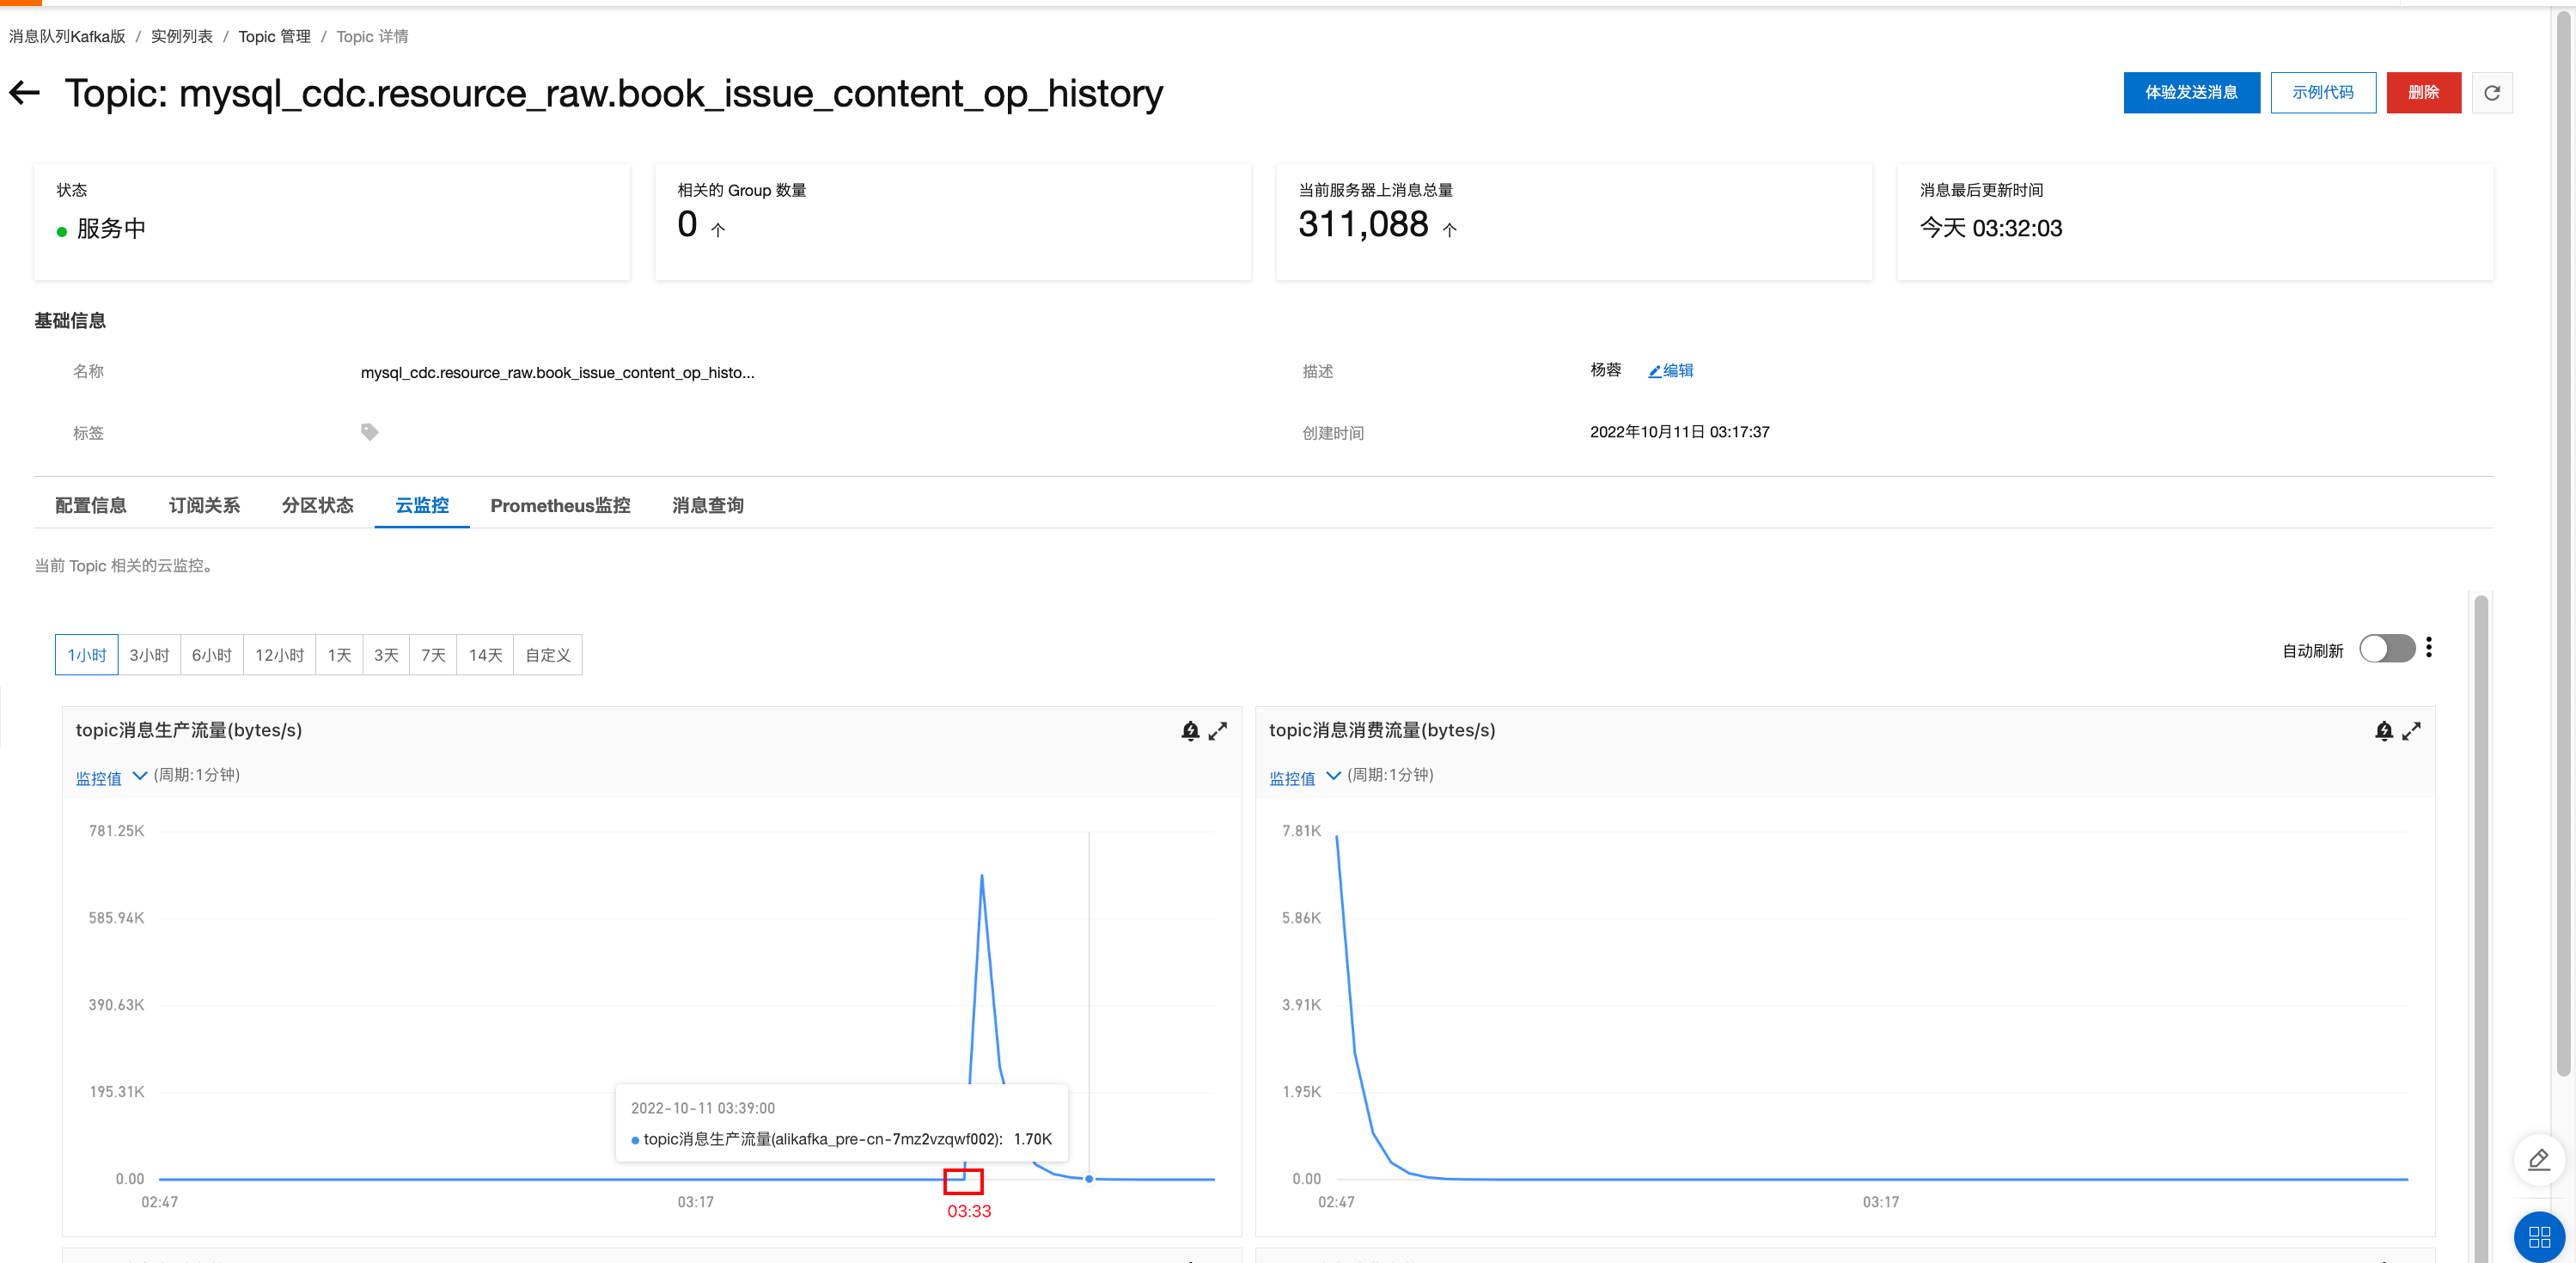 消息队列Kafka版 / 实例列表 / Topic 管理 / Topic 详情
Topic: mysql_cdc.resource_raw.book_issue_content_op_history
体验发送消息 示例代码 删除
状态
服务中
相关的 Group 数量
0 个
当前服务器上消息总量
311,088 个
消息最后更新时间
今天 03:32:03
基础信息
名称 mysql_cdc.resource_raw.book_issue_content_op_histo... 描述 杨蓉 编辑
标签 创建时间 2022年10月11日 03:17:37
配置信息 订阅关系 分区状态 云监控 Prometheus监控 消息查询
当前 Topic 相关的云监控。
1小时 3小时 6小时 12小时 1天 3天 7天 14天 自定义 自动刷新
topic消息生产流量(bytes/s)
监控值 (周期:1分钟)
781.25K
585.94K
390.63K
195.31K
0.00
02:47 03:17
03:33
2022-10-11 03:39:00
topic消息生产流量(alikafka_pre-cn-7mz2vzqwf002): 1.70K
topic消息消费流量(bytes/s)
监控值 (周期:1分钟)
7.81K
5.86K
3.91K
1.95K
0.00
02:47 03:17